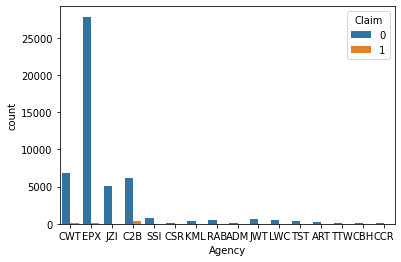 Claim
0
1
25000
20000
15000
10000
5000
0
count
CWT EPX JZI C2B SSI CSR KML RAB ADM JWT LWC TST ART TTW CBH CCR
Agency